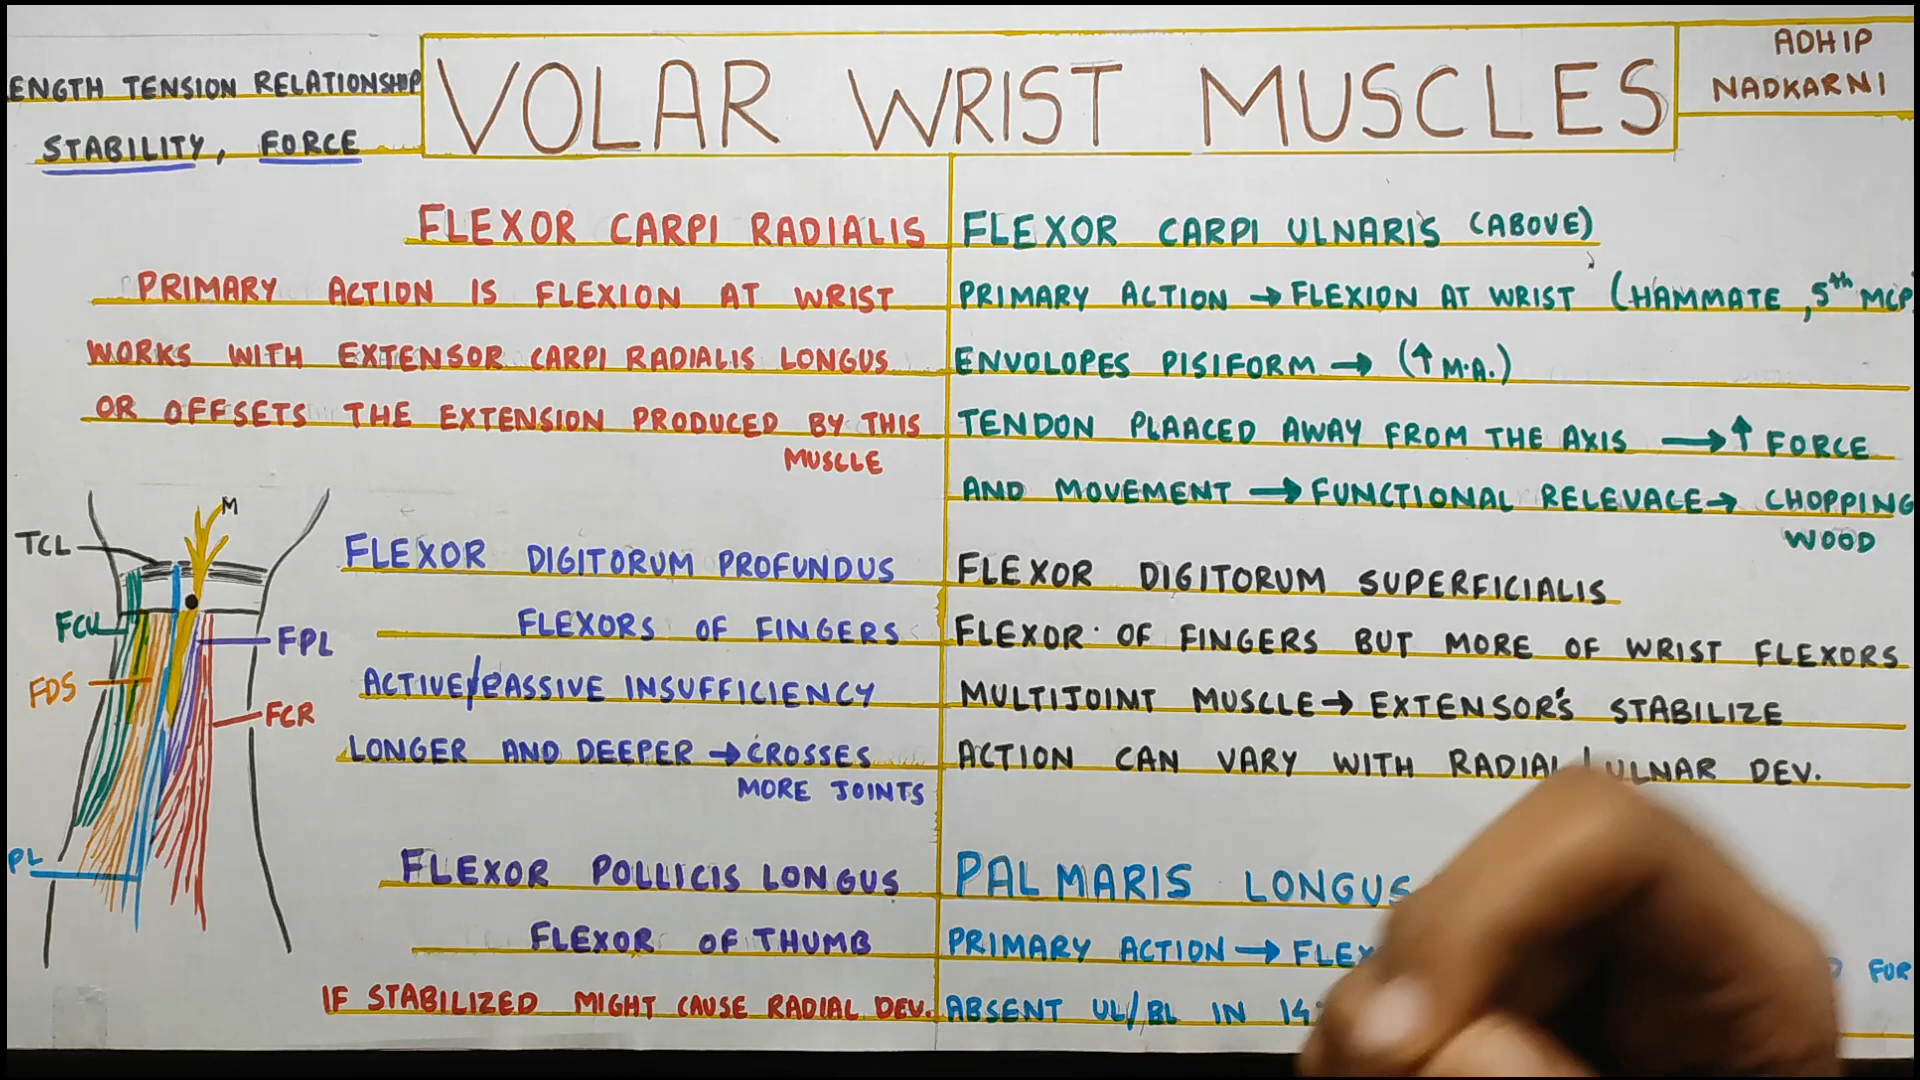 ENGTH TENSION RELATIONSHIP
STABILITY, FORCE
VOLAR WRIST MUSCLES
ADHIP
NADKARNI
FLEXOR CARPI RADIALIS
PRIMARY ACTION IS FLEXION AT WRIST
WORKS WITH EXTENSOR CARPI RADIALIS LONGUS
OR OFFSETS THE EXTENSION PRODUCED BY THIS
MUSCLE
FLEXOR CARPI ULNARIS (ABOVE)
PRIMARY ACTION → FLEXION AT WRIST (HAMMATE, 5th MCP
ENVOLOPES PISIFORM → (↑ M.A.)
TENDON PLAACED AWAY FROM THE AXIS → ↑ FORCE
AND MOVEMENT → FUNCTIONAL RELEVACE → CHOPPING
WOOD
M
TCL
FCU
FPL
FDS
FCR
PL
FLEXOR DIGITORUM PROFUNDUS
FLEXORS OF FINGERS
ACTIVE/PASSIVE INSUFFICIENCY
LONGER AND DEEPER → CROSSES
MORE JOINTS
FLEXOR DIGITORUM SUPERFICIALIS
FLEXOR OF FINGERS BUT MORE OF WRIST FLEXORS
MULTIJOINT MUSCLE → EXTENSOR'S STABILIZE
ACTION CAN VARY WITH RADIAL/ULNAR DEV.
FLEXOR POLLICIS LONGUS
FLEXOR OF THUMB
IF STABILIZED MIGHT CAUSE RADIAL DEV.
PALMARIS LONGUS
PRIMARY ACTION → FLEX FOR
ABSENT UL/BL IN 14